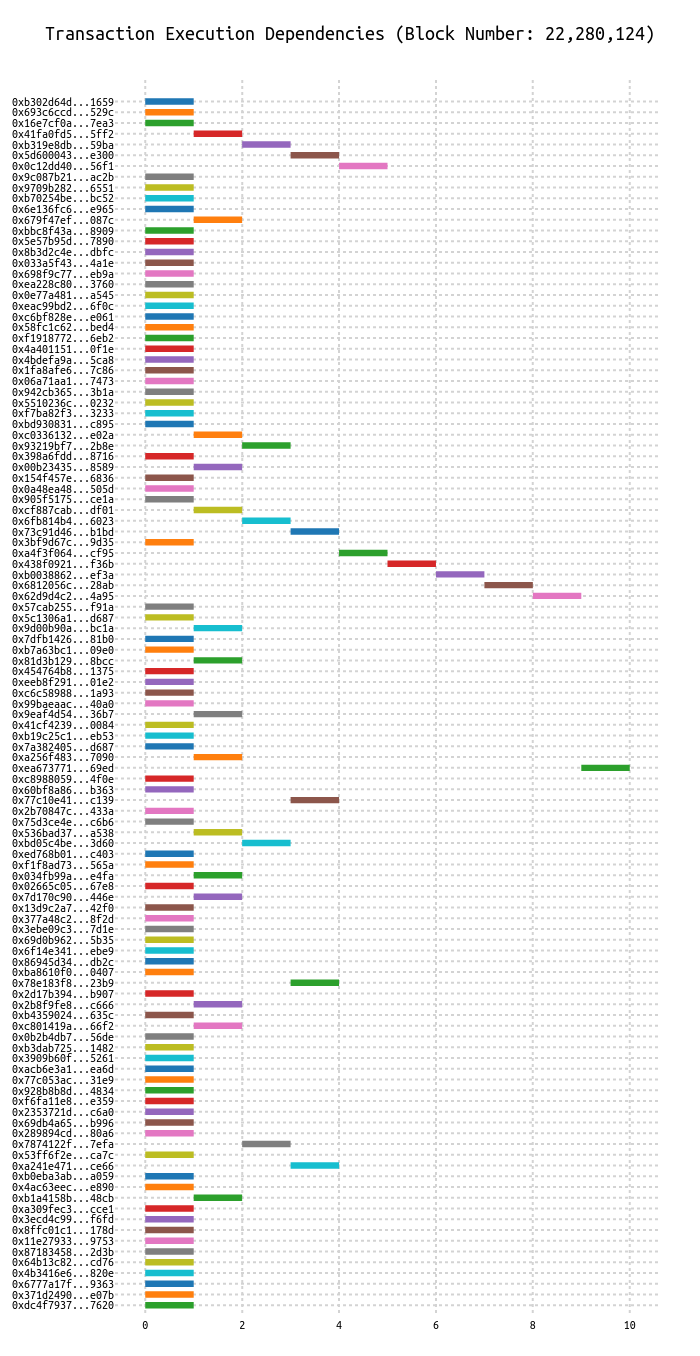 Transaction Execution Dependencies (Block Number: 22,280,124)
0xb302d64d...1659
0x693c6ccd...529c
0x16e7cf0a...7ea3
0x41fa0fd5...5ff2
0xb319e8db...59ba
0x5d600043...e300
0x0c12dd40...56f1
0x9c087b21...ac2b
0x9709b282...6551
0xb70254be...bc52
0x6e136fc6...e965
0x679f47ef...087c
0xbbc8f43a...8909
0x5e57b95d...7890
0x8b3d2c4e...dbfc
0x033a5f43...4a1e
0x698f9c77...eb9a
0xea228c80...3760
0x0e77a481...a545
0xeac99bd2...6f0c
0xc6bf828e...e061
0x58fc1c62...bed4
0xf1918772...6eb2
0x4a401151...0f1e
0x4bdefa9a...5ca8
0x1fa8afe6...7c86
0x06a71aa1...7473
0x942cb365...3b1a
0x5510236c...0232
0xf7ba82f3...3233
0xbd930831...c895
0xc0336132...e02a
0x93219bf7...2b8e
0x398a6fdd...8716
0x00b23435...8589
0x154f457e...6836
0x0a48ea48...505d
0x905f5175...ce1a
0xcf887cab...df01
0x6fb814b4...6023
0x73c91d46...b1bd
0x3bf9d67c...9d35
0xa4f3f064...cf95
0x438f0921...f36b
0xb0038862...ef3a
0x6812056c...28ab
0x62d9d4c2...4a95
0x57cab255...f91a
0x5c1306a1...d687
0x9d00b90a...bc1a
0x7dfb1426...81b0
0xb7a63bc1...09e0
0x81d3b129...8bcc
0x454764b8...1375
0xeeb8f291...01e2
0xc6c58988...1a93
0x99baeaac...40a0
0x9eaf4d54...36b7
0x41cf4239...0084
0xb19c25c1...eb53
0x7a382405...d687
0xa256f483...7090
0xea673771...69ed
0xc8988059...4f0e
0x60bf8a86...b363
0x77c10e41...c139
0x2b70847c...433a
0x75d3ce4e...c6b6
0x536bad37...a538
0xbd05c4be...3d60
0xed768b01...c403
0xf1f8ad73...565a
0x034fb99a...e4fa
0x02665c05...67e8
0x7d170c90...446e
0x13d9c2a7...42f0
0x377a48c2...8f2d
0x3ebe09c3...7d1e
0x69d0b962...5b35
0x6f14e341...ebe9
0x86945d34...db2c
0xba8610f0...0407
0x78e183f8...23b9
0x2d17b394...b907
0x2b8f9fe8...c666
0xb4359024...635c
0xc801419a...66f2
0x0b2b4db7...56de
0xb3dab725...1482
0x3909b60f...5261
0xacb6e3a1...ea6d
0x77c053ac...31e9
0x928b8b8d...4834
0xf6fa11e8...e359
0x2353721d...c6a0
0x69db4a65...b996
0x289894cd...80a6
0x7874122f...7efa
0x53ff6f2e...ca7c
0xa241e471...ce66
0xb0eba3ab...a059
0x4ac63eec...e890
0xb1a4158b...48cb
0xa309fec3...cce1
0x3ecd4c99...f6fd
0x8ffc01c1...178d
0x11e27933...9753
0x87183458...2d3b
0x64b13c82...cd76
0x4b3416e6...820e
0x6777a17f...9363
0x371d2490...e07b
0xdc4f7937...7620
0 2 4 6 8 10